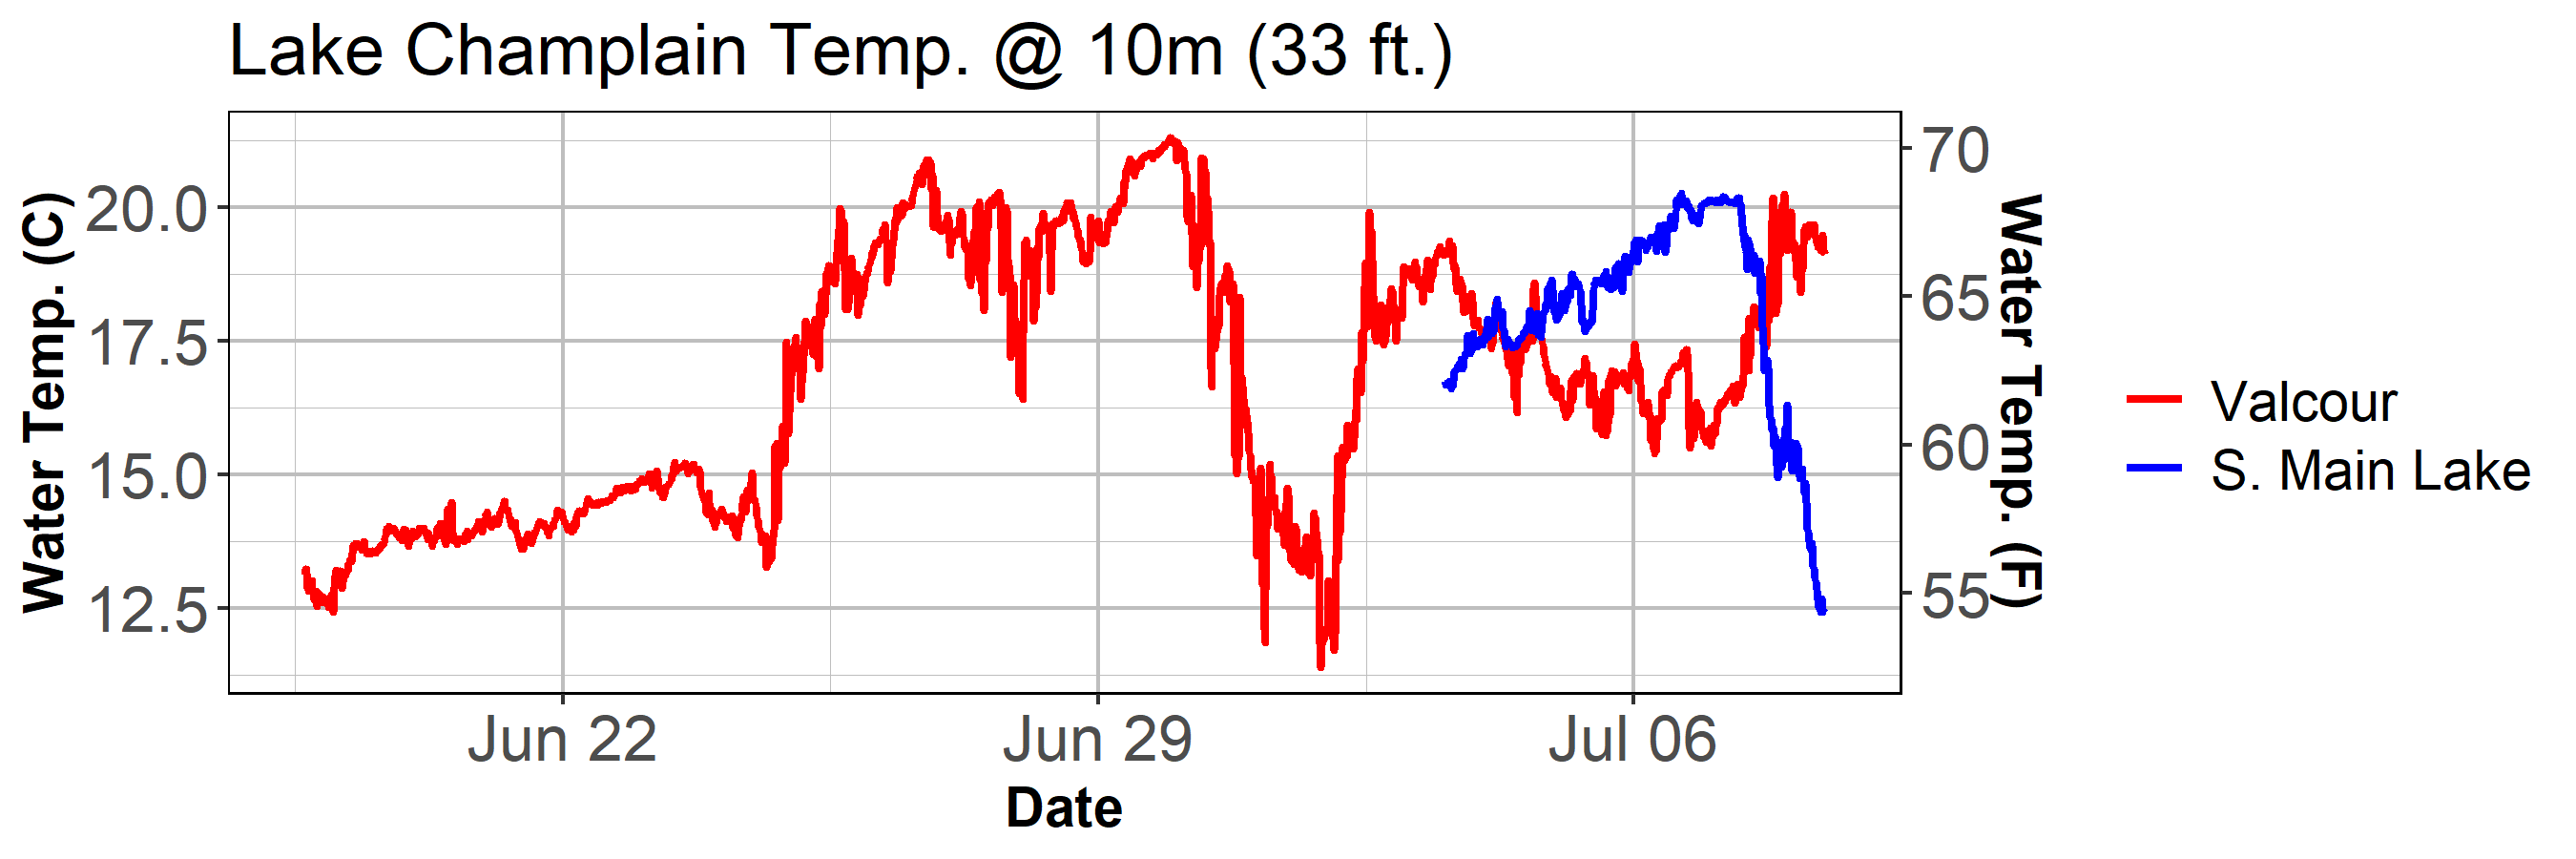 Lake Champlain Temp. @ 10m (33 ft.)
Water Temp. (C)
20.0
17.5
15.0
12.5
70
65
60
55
Water Temp. (F)
Jun 22
Jun 29
Jul 06
Date
Valcour
S. Main Lake